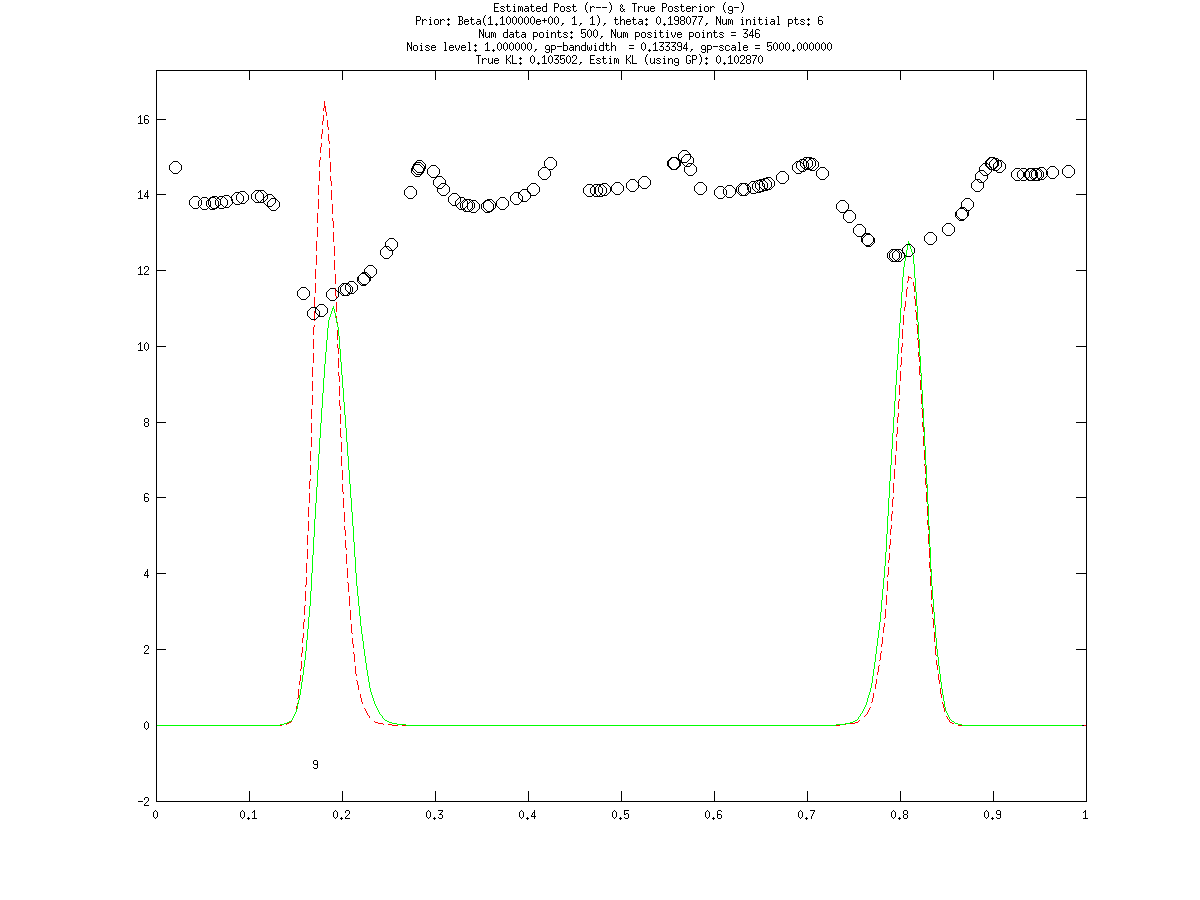 Estimated Post (r--) & True Posterior (g-)
Prior: Beta(1.100000e+00, 1, 1), theta: 0.198077, Num initial pts: 6
Num data points: 500, Num positive points = 346
Noise level: 1.000000, gp-bandwidth  = 0.133394, gp-scale = 5000.000000
True KL: 0.103502, Estim KL (using GP): 0.102870
16
14
12
10
8
6
4
2
0
9
-2
0 0.1 0.2 0.3 0.4 0.5 0.6 0.7 0.8 0.9 1